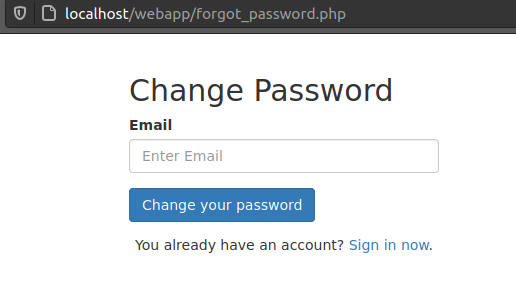 localhost/webapp/forgot_password.php
Change Password
Email
Enter Email
Change your password
You already have an account? Sign in now.